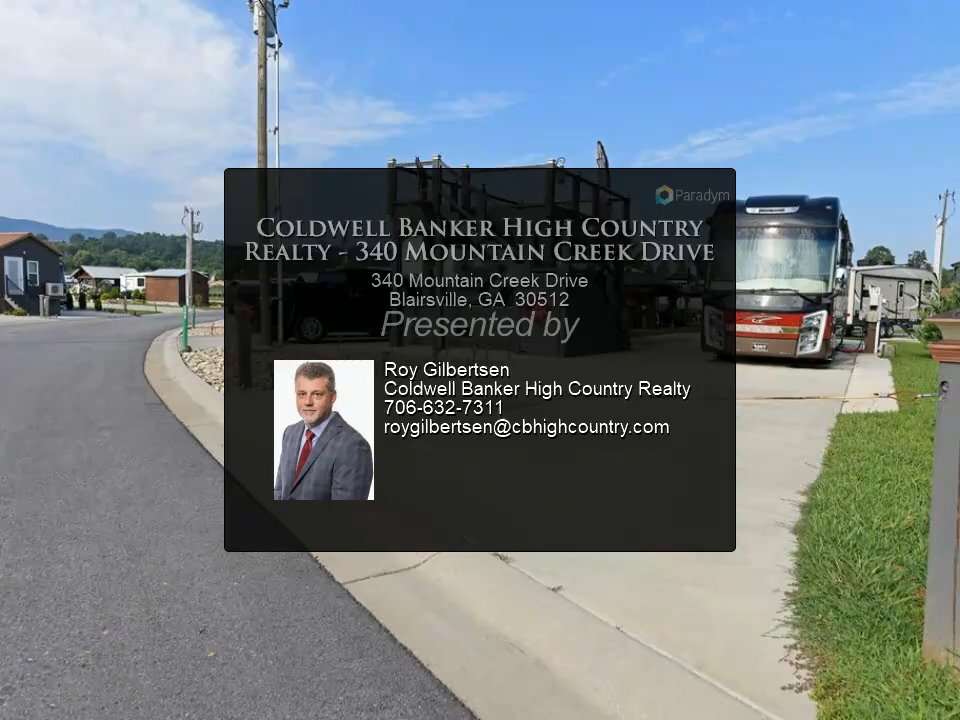 Paradym
Coldwell Banker High Country
Realty - 340 Mountain Creek Drive
340 Mountain Creek Drive
Blairsville, GA 30512
Presented by
Roy Gilbertsen
Coldwell Banker High Country Realty
706-632-7311
roygilbertsen@cbhighcountry.com